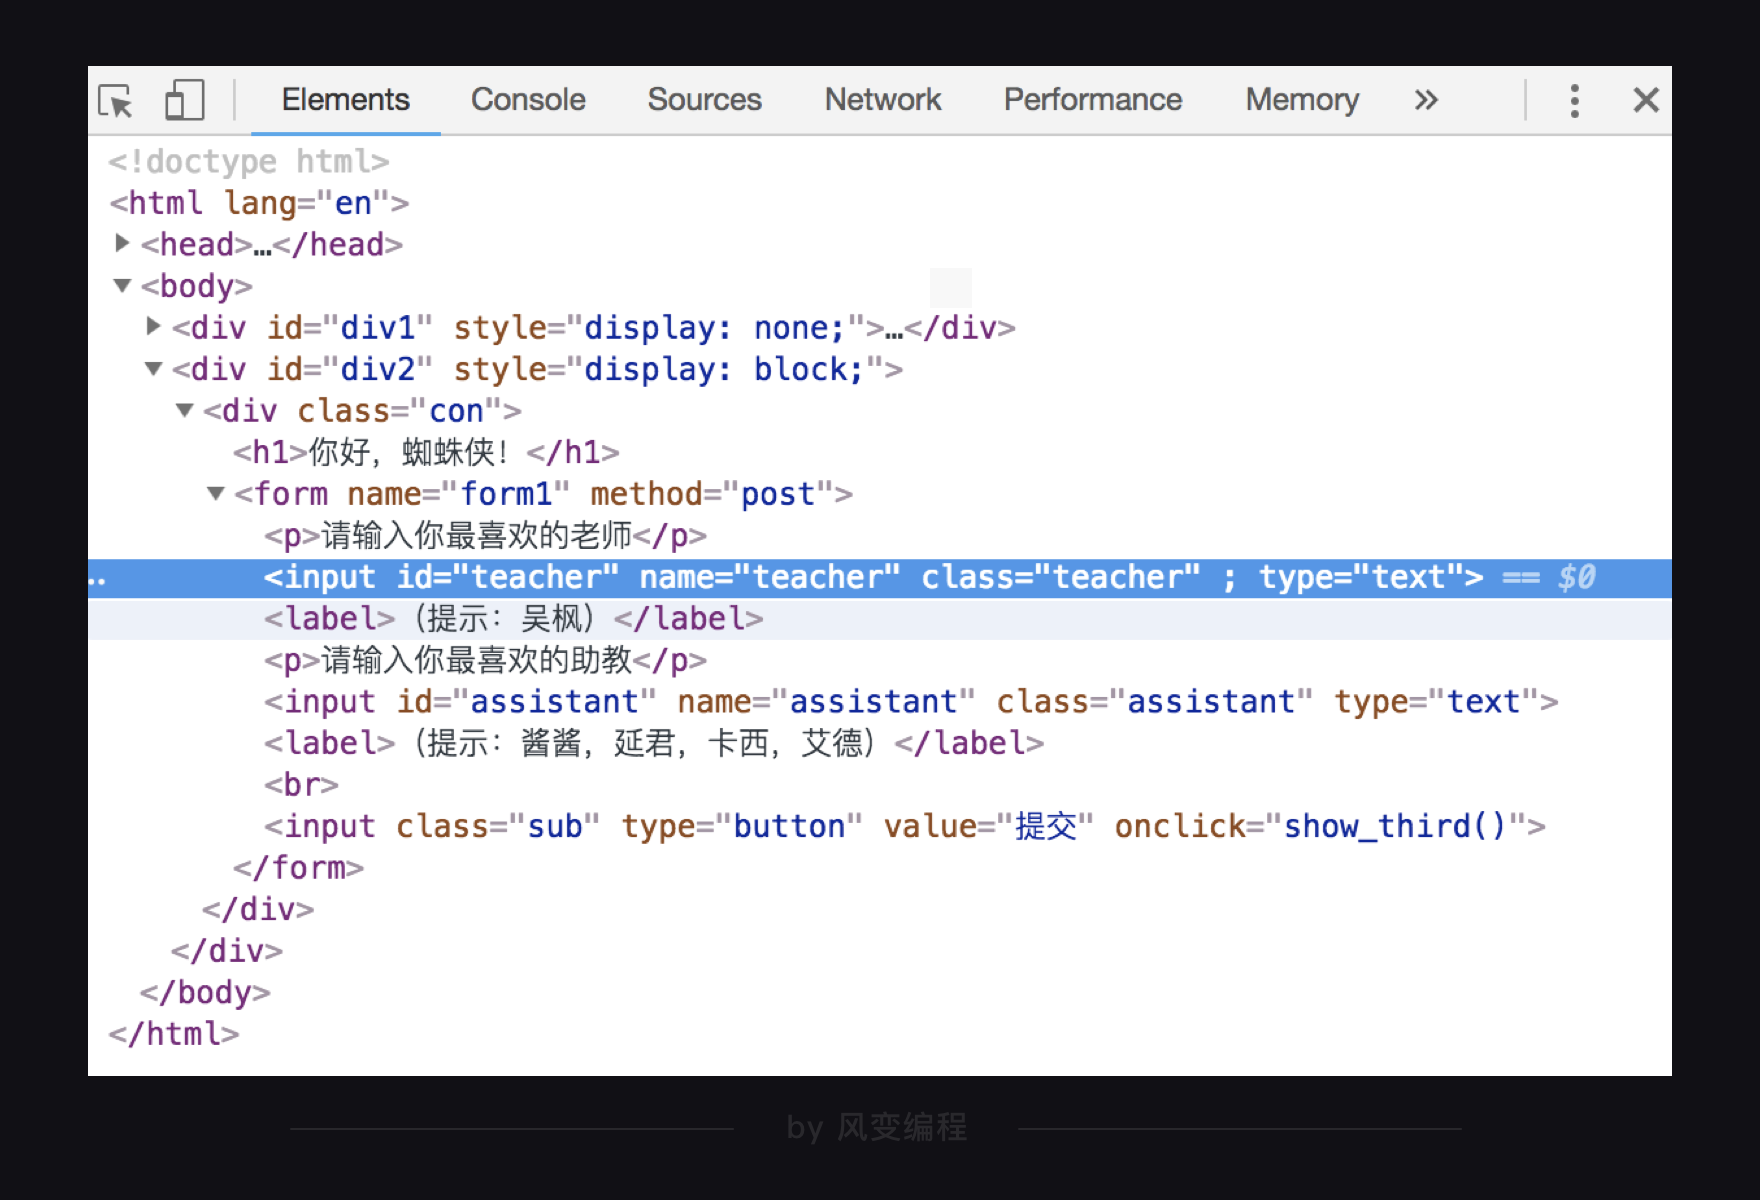 Elements Console Sources Network Performance Memory »
<!doctype html>
<html lang="en">
<head>…</head>
<body>
<div id="div1" style="display: none;">…</div>
<div id="div2" style="display: block;">
<div class="con">
<h1>你好，蜘蛛侠！</h1>
<form name="form1" method="post">
<p>请输入你最喜欢的老师</p>
<input id="teacher" name="teacher" class="teacher" ; type="text"> == $0
<label>（提示：吴枫）</label>
<p>请输入你最喜欢的助教</p>
<input id="assistant" name="assistant" class="assistant" type="text">
<label>（提示：酱酱，延君，卡西，艾德）</label>
<br>
<input class="sub" type="button" value="提交" onclick="show_third()">
</form>
</div>
</div>
</body>
</html>
by 风变编程